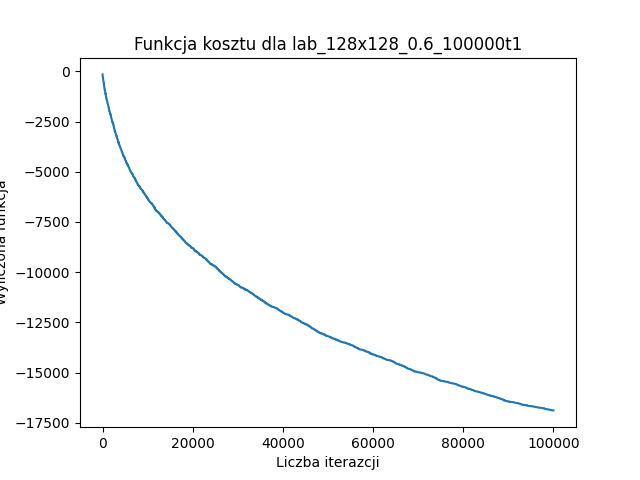 Funkcja kosztu dla lab_128x128_0.6_100000t1
0
−2500
−5000
−7500
−10000
−12500
−15000
−17500
Wyliczona funkcja
0 20000 40000 60000 80000 100000
Liczba iterazcji